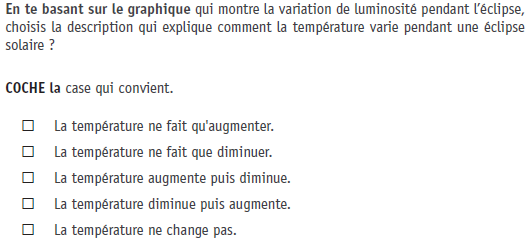 En te basant sur le graphique qui montre la variation de luminosité pendant l'éclipse,
choisis la description qui explique comment la température varie pendant une éclipse
solaire ?
COCHE la case qui convient.
☐ La température ne fait qu'augmenter.
☐ La température ne fait que diminuer.
☐ La température augmente puis diminue.
☐ La température diminue puis augmente.
☐ La température ne change pas.